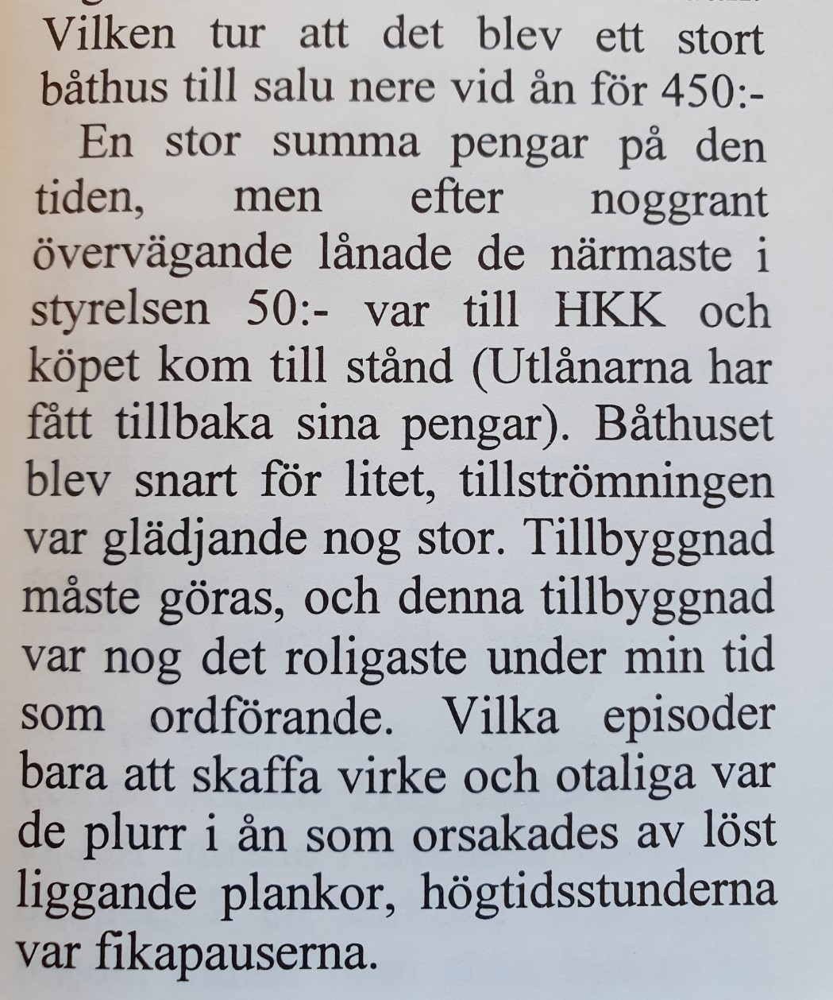 Vilken tur att det blev ett stort
båthus till salu nere vid ån för 450:-
En stor summa pengar på den
tiden, men efter noggrant
övervägande lånade de närmaste i
styrelsen 50:- var till HKK och
köpet kom till stånd (Utlånarna har
fått tillbaka sina pengar). Båthuset
blev snart för litet, tillströmningen
var glädjande nog stor. Tillbyggnad
måste göras, och denna tillbyggnad
var nog det roligaste under min tid
som ordförande. Vilka episoder
bara att skaffa virke och otaliga var
de plurr i ån som orsakades av löst
liggande plankor, högtidsstunderna
var fikapauserna.